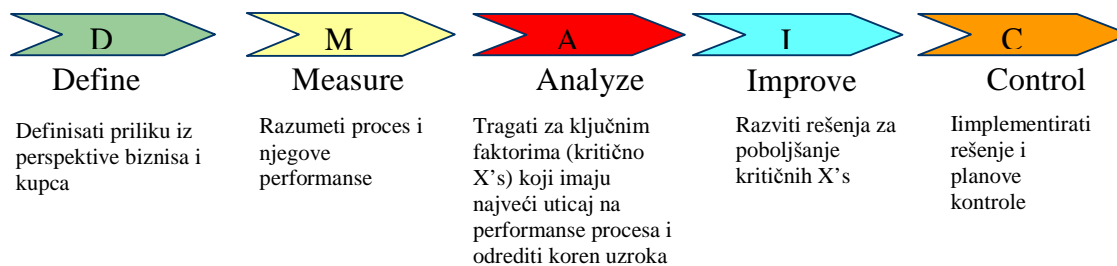 D
M
A
I
C
Define
Measure
Analyze
Improve
Control
Definisati priliku iz
perspektive biznisa i
kupca
Razumeti proces i
njegove
performanse
Tragati za ključnim
faktorima (kritično
X’s) koji imaju
najveći uticaj na
performanse procesa i
odrediti koren uzroka
Razviti rešenja za
poboljšanje
kritičnih X’s
Iimplementirati
rešenje i
planove
kontrole